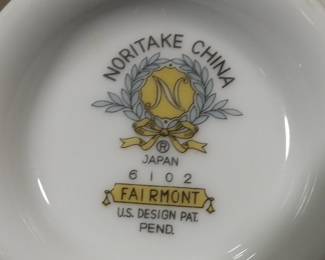 NORITAKE CHINA
N
®
JAPAN
6102
FAIRMONT
U.S. DESIGN PAT.
PEND.